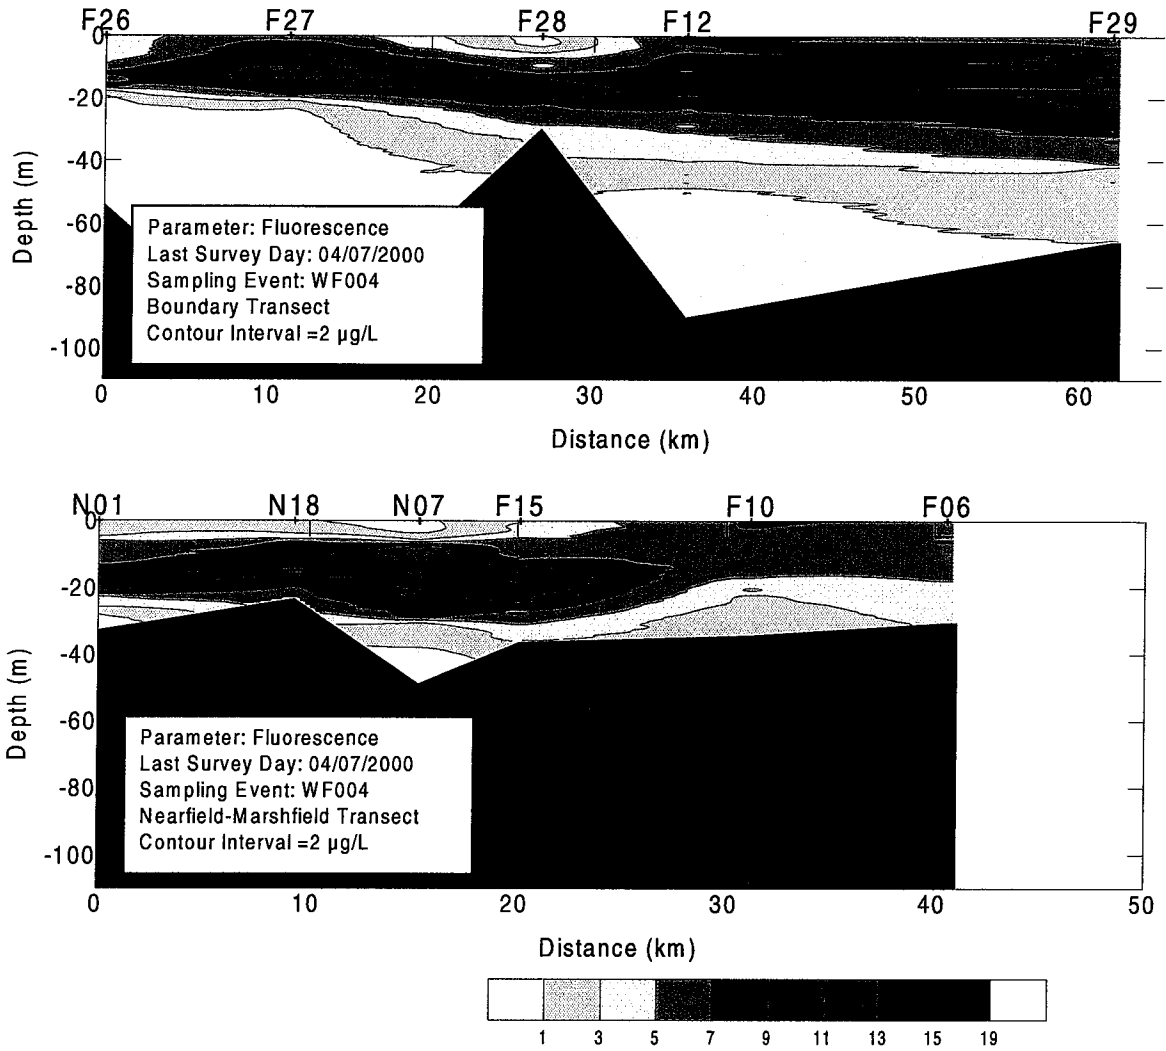 F26 F27 F28 F12 F29
0
-20
-40
-60
-80
-100
Depth (m)
Parameter: Fluorescence
Last Survey Day: 04/07/2000
Sampling Event: WF004
Boundary Transect
Contour Interval =2 µg/L
0 10 20 30 40 50 60
Distance (km)
N01 N18 N07 F15 F10 F06
0
-20
-40
-60
-80
-100
Depth (m)
Parameter: Fluorescence
Last Survey Day: 04/07/2000
Sampling Event: WF004
Nearfield-Marshfield Transect
Contour Interval =2 µg/L
0 10 20 30 40 50
Distance (km)
1 3 5 7 9 11 13 15 19